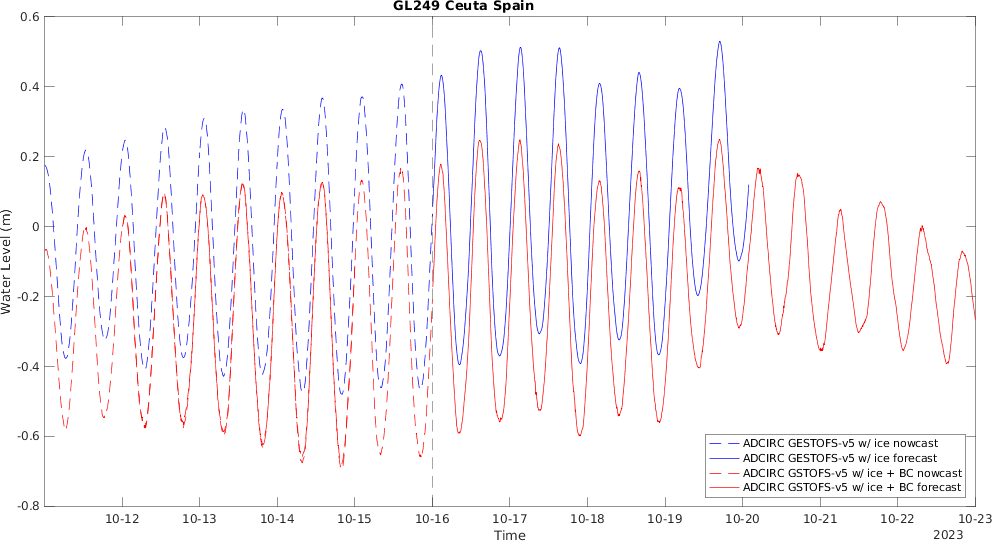 GL249 Ceuta Spain
0.6
0.4
0.2
0
-0.2
-0.4
-0.6
-0.8
Water Level (m)
ADCIRC GESTOFS-v5 w/ ice nowcast
ADCIRC GESTOFS-v5 w/ ice forecast
ADCIRC GSTOFS-v5 w/ ice + BC nowcast
ADCIRC GSTOFS-v5 w/ ice + BC forecast
10-12 10-13 10-14 10-15 10-16 10-17 10-18 10-19 10-20 10-21 10-22 10-23
Time 2023